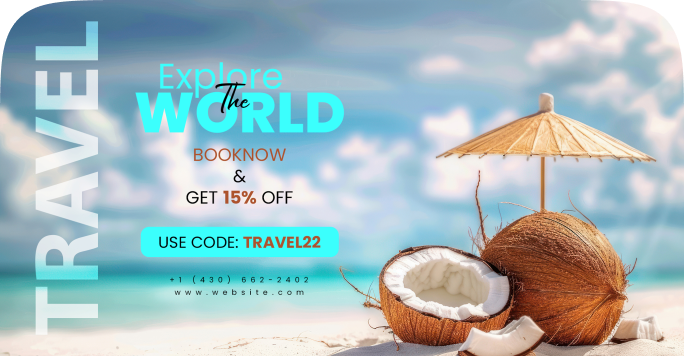 TRAVEL
Explore
The
WORLD
BOOKNOW
&
GET 15% OFF
USE CODE: TRAVEL22
+1 (430) 662-2402
www.website.com